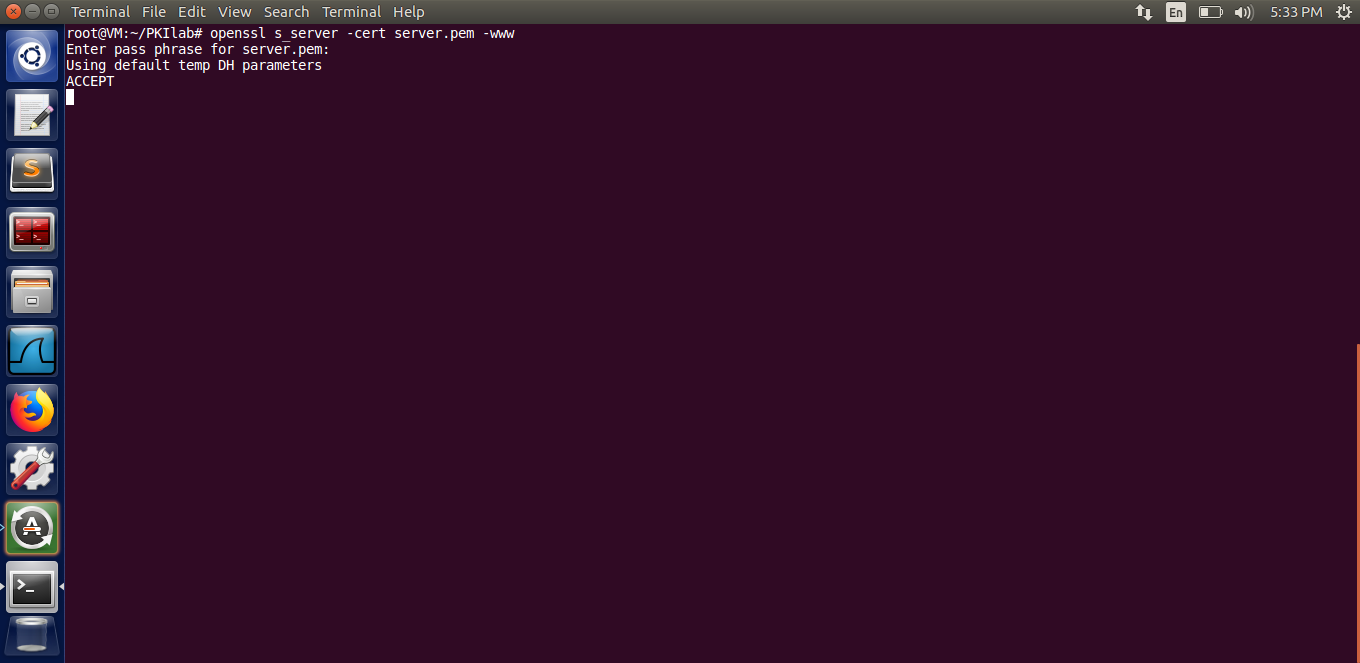 Terminal File Edit View Search Terminal Help En 5:33 PM
root@VM:~/PKIlab# openssl s_server -cert server.pem -www
Enter pass phrase for server.pem:
Using default temp DH parameters
ACCEPT